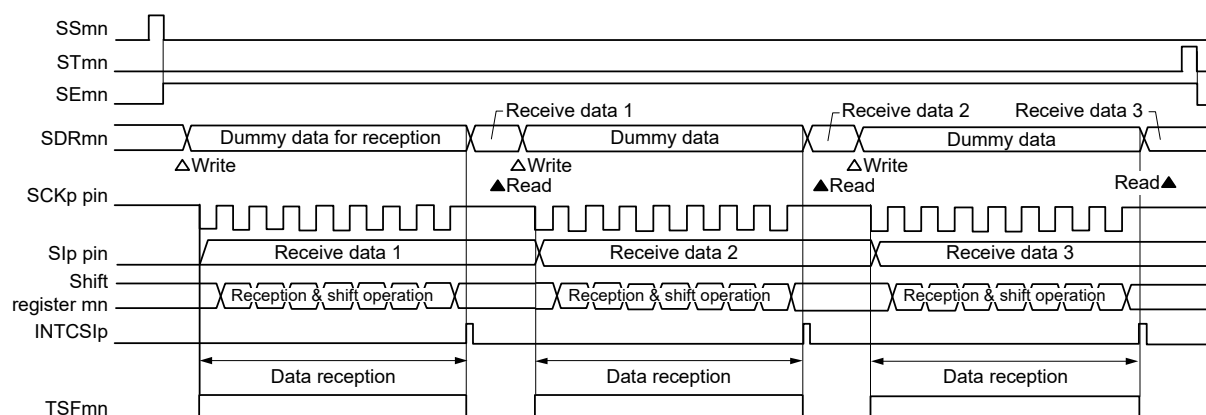 SSmn
STmn
SEmn
Receive data 1
Receive data 2
Receive data 3
SDRmn
Dummy data for reception
Dummy data
Dummy data
△Write
△Write
△Write
▲Read
▲Read
Read▲
SCKp pin
SIp pin
Receive data 1
Receive data 2
Receive data 3
Shift
register mn
Reception & shift operation
Reception & shift operation
Reception & shift operation
INTCSIp
Data reception
Data reception
Data reception
TSFmn